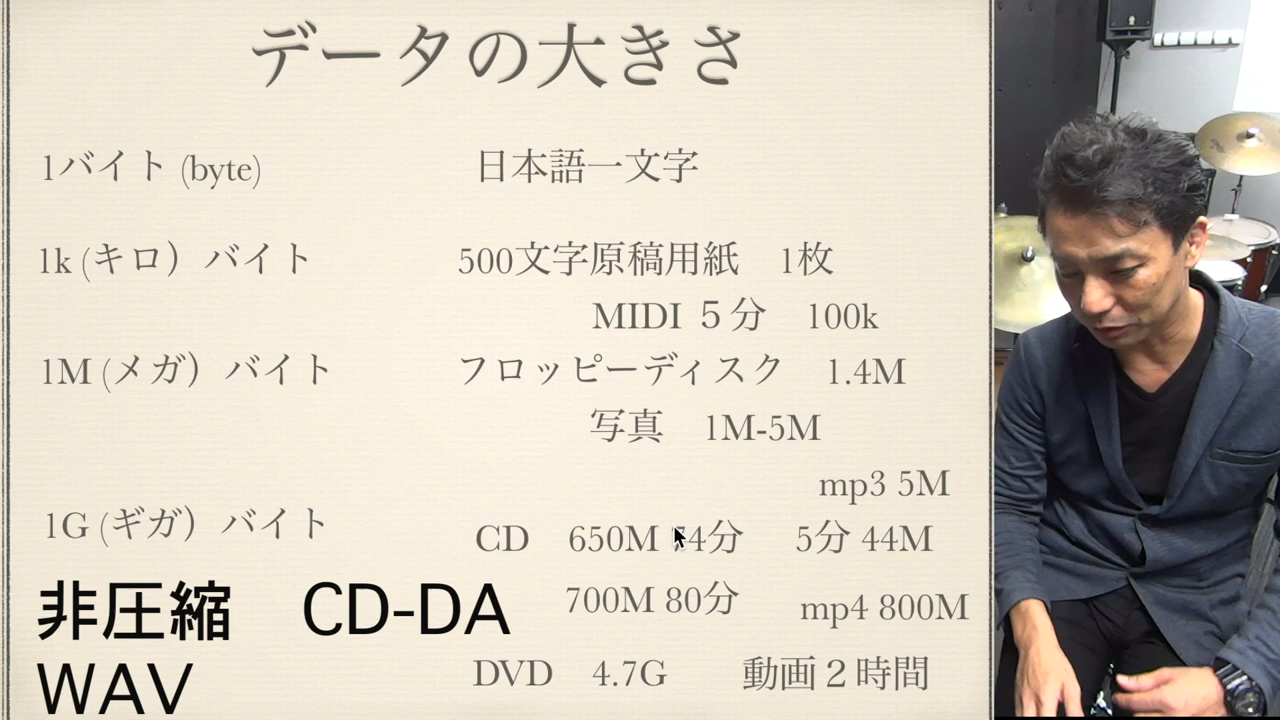 データの大きさ
1バイト (byte)　日本語一文字
1k (キロ）バイト　500文字原稿用紙　1枚
MIDI ５分　100k
1M (メガ）バイト　フロッピーディスク　1.4M
写真　1M-5M
mp3 5M
1G (ギガ）バイト
CD　650M 4分　5分 44M
700M 80分　mp4 800M
非圧縮　CD-DA
WAV
DVD　4.7G　動画２時間